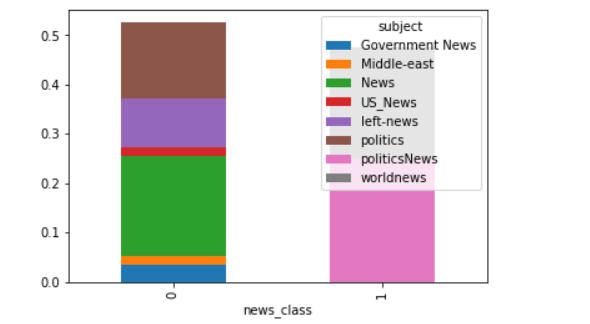 subject
Government News
Middle-east
News
US_News
left-news
politics
politicsNews
worldnews
0.5
0.4
0.3
0.2
0.1
0.0
0
1
news_class